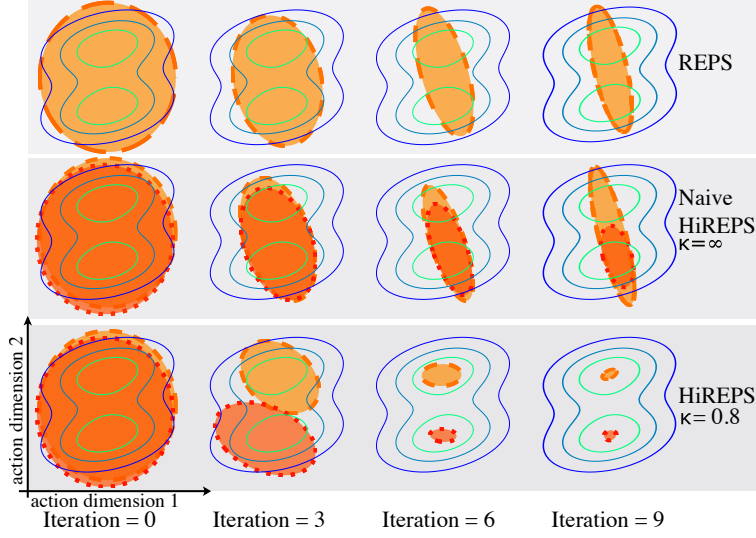 REPS
Naive
HiREPS
κ=∞
HiREPS
κ= 0.8
action dimension 2
action dimension 1
Iteration = 0
Iteration = 3
Iteration = 6
Iteration = 9